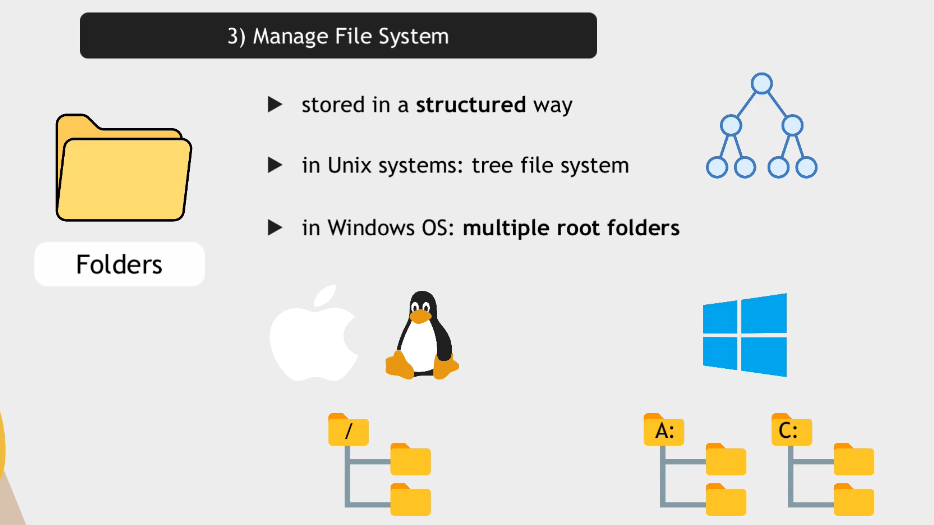 3) Manage File System
stored in a structured way
in Unix systems: tree file system
in Windows OS: multiple root folders
Folders
/
A:
C: